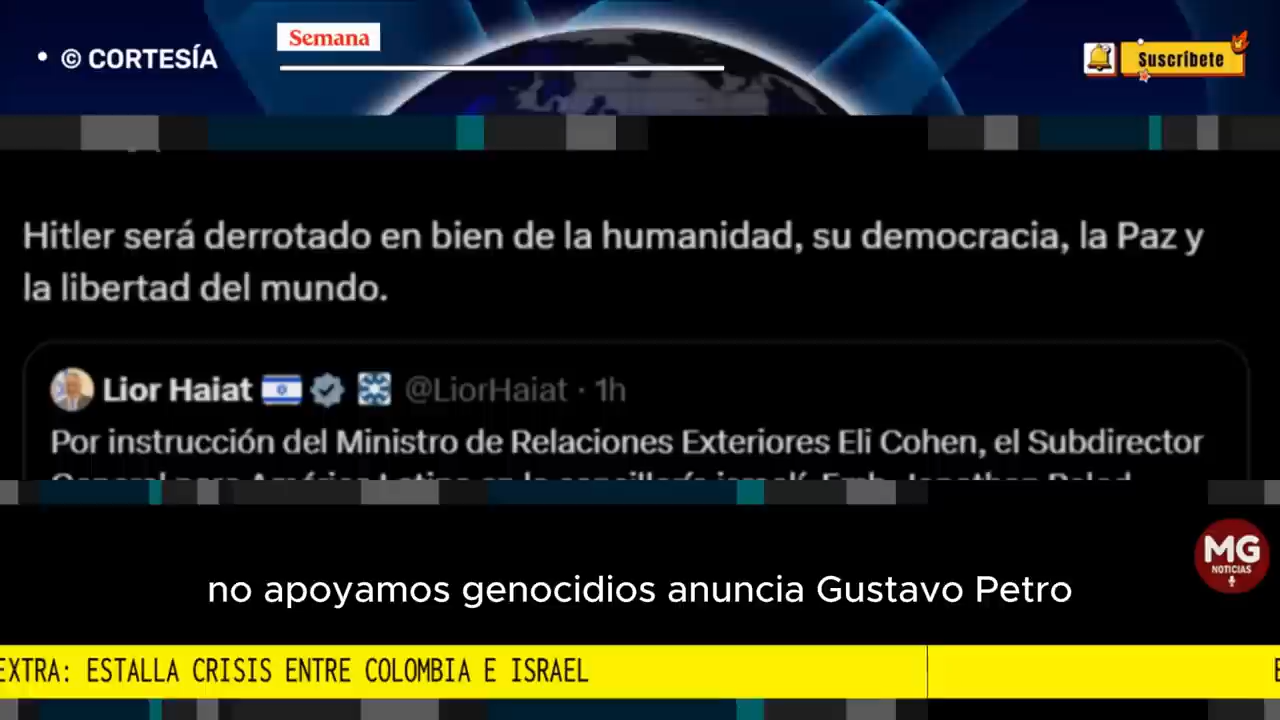 • © CORTESÍA
Semana
Suscríbete
Hitler será derrotado en bien de la humanidad, su democracia, la Paz y
la libertad del mundo.
Lior Haiat @LiorHaiat · 1h
Por instrucción del Ministro de Relaciones Exteriores Eli Cohen, el Subdirector
MG
NOTICIAS
no apoyamos genocidios anuncia Gustavo Petro
EXTRA: ESTALLA CRISIS ENTRE COLOMBIA E ISRAEL